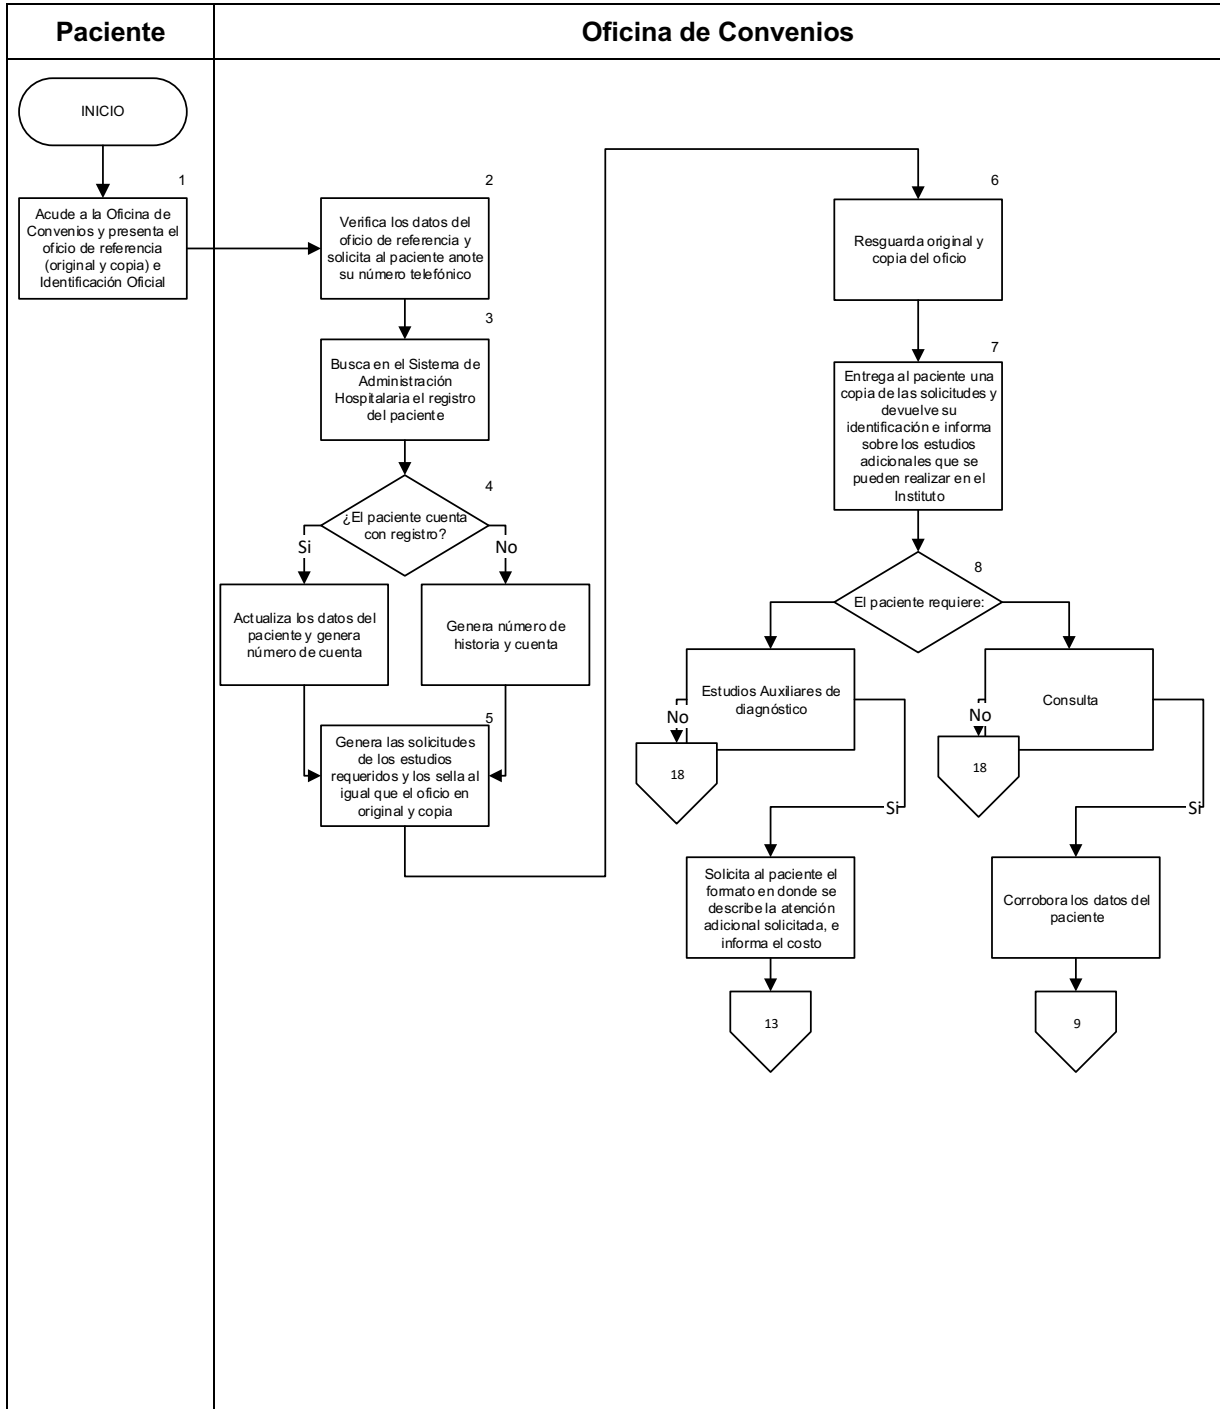 Paciente
Oficina de Convenios
INICIO
1
Acude a la Oficina de
Convenios y presenta el
oficio de referencia
(original y copia) e
Identificación Oficial
2
Verifica los datos del
oficio de referencia y
solicita al paciente anote
su número telefónico
3
Busca en el Sistema de
Administración
Hospitalaria el registro
del paciente
4
¿El paciente cuenta
con registro?
Si
No
Actualiza los datos del
paciente y genera
número de cuenta
Genera número de
historia y cuenta
5
Genera las solicitudes
de los estudios
requeridos y los sella al
igual que el oficio en
original y copia
6
Resguarda original y
copia del oficio
7
Entrega al paciente una
copia de las solicitudes y
devuelve su
identificación e informa
sobre los estudios
adicionales que se
pueden realizar en el
Instituto
8
El paciente requiere:
Estudios Auxiliares de
diagnóstico
No
18
Si
Solicita al paciente el
formato en donde se
describe la atención
adicional solicitada, e
informa el costo
13
Consulta
No
18
Si
Corrobora los datos del
paciente
9